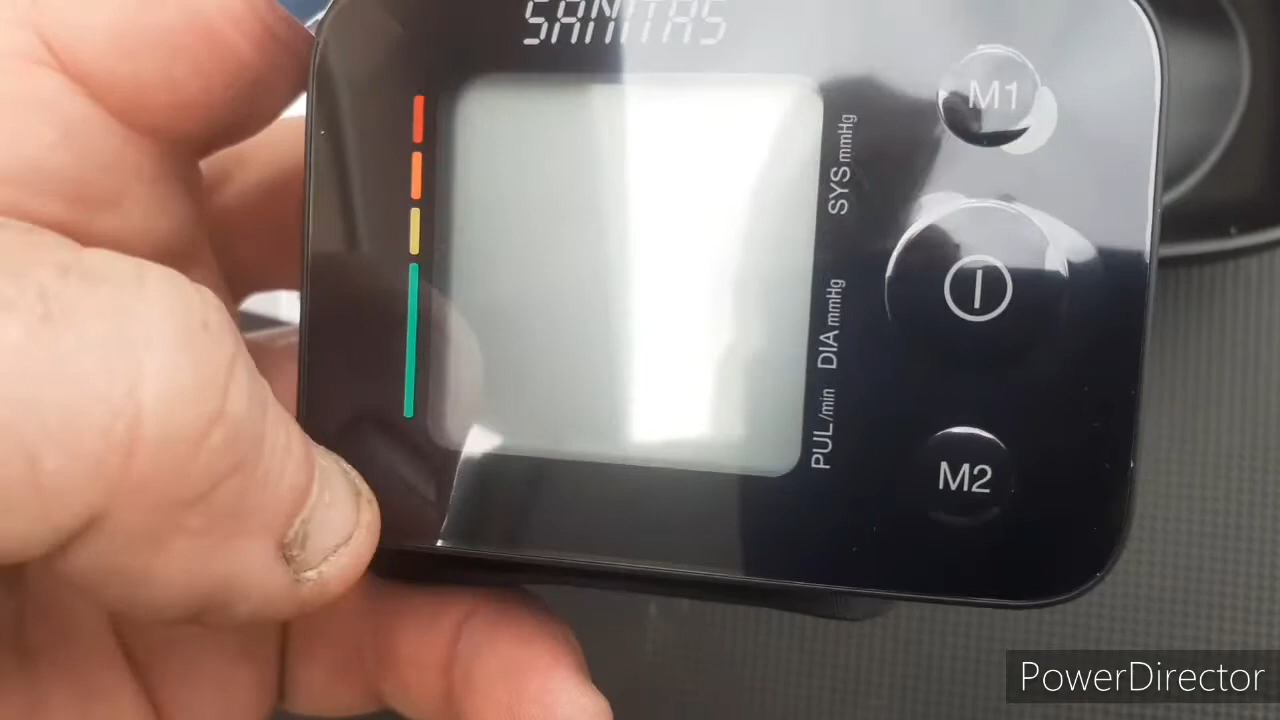 SANITAS
M1
SYS mmHg
DIA mmHg
PUL/min
M2
PowerDirector